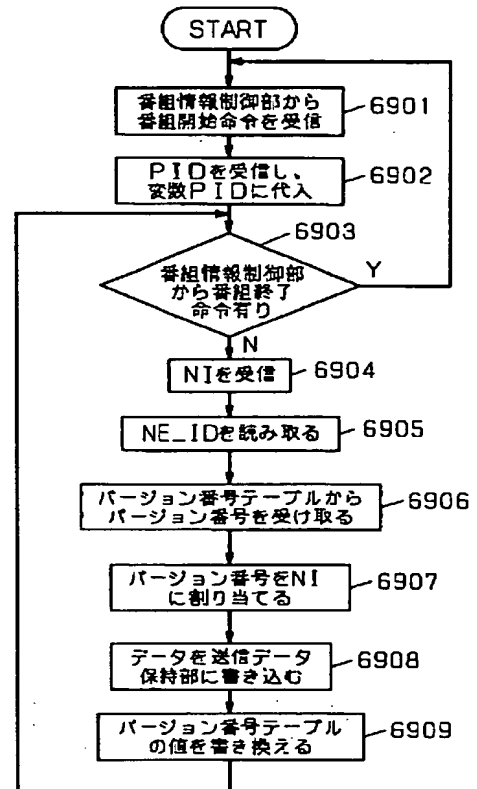 START
番組情報制御部から
番組開始命令を受信
6901
PIDを受信し、
変数PIDに代入
6902
6903
番組情報制御部
から番組終了
命令有り
Y
N
NIを受信
6904
NE_IDを読み取る
6905
バージョン番号テーブルから
バージョン番号を受け取る
6906
バージョン番号をNI
に割り当てる
6907
データを送信データ
保持部に書き込む
6908
バージョン番号テーブル
の値を書き換える
6909